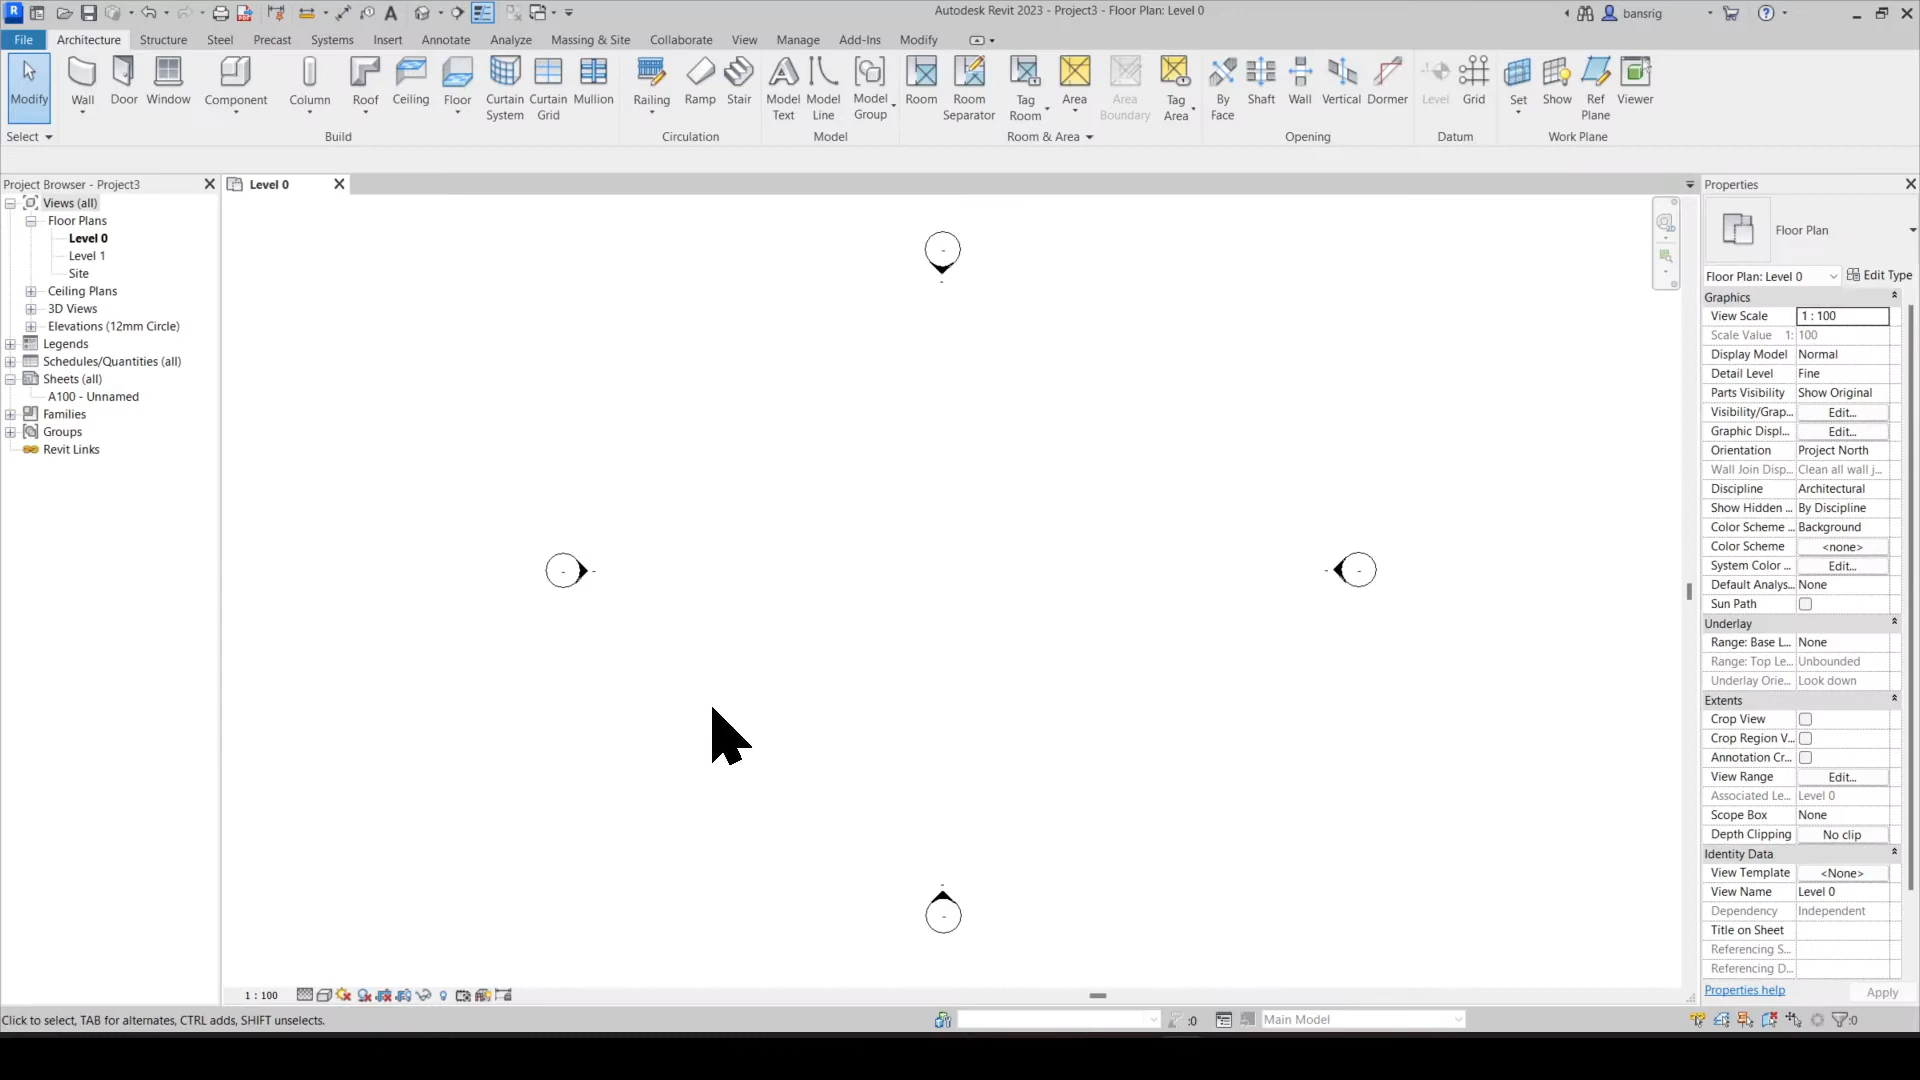 Autodesk Revit 2023 - Project3 - Floor Plan: Level 0
bansrig
File Architecture Structure Steel Precast Systems Insert Annotate Analyze Massing & Site Collaborate View Manage Add-Ins Modify
Modify
Wall
Door
Window
Component
Column
Roof
Ceiling
Floor
Curtain System
Curtain Grid
Mullion
Railing
Ramp
Stair
Model Text
Model Line
Model Group
Room
Room Separator
Tag Room
Area
Area Boundary
Tag Area
By Face
Shaft
Wall
Vertical
Dormer
Level
Grid
Set
Show
Ref Plane
Viewer
Select Build Circulation Model Room & Area Opening Datum Work Plane
Project Browser - Project3
Views (all)
Floor Plans
Level 0
Level 1
Site
Ceiling Plans
3D Views
Elevations (12mm Circle)
Legends
Schedules/Quantities (all)
Sheets (all)
A100 - Unnamed
Families
Groups
Revit Links
Level 0
Properties
Floor Plan
Floor Plan: Level 0 Edit Type
Graphics
View Scale 1 : 100
Scale Value 1: 100
Display Model Normal
Detail Level Fine
Parts Visibility Show Original
Visibility/Grap... Edit...
Graphic Displ... Edit...
Orientation Project North
Wall Join Disp... Clean all wall j...
Discipline Architectural
Show Hidden ... By Discipline
Color Scheme ... Background
Color Scheme <none>
System Color ... Edit...
Default Analys... None
Sun Path
Underlay
Range: Base L... None
Range: Top Le... Unbounded
Underlay Orie... Look down
Extents
Crop View
Crop Region V...
Annotation Cr...
View Range Edit...
Associated Le... Level 0
Scope Box None
Depth Clipping No clip
Identity Data
View Template <None>
View Name Level 0
Dependency Independent
Title on Sheet
Referencing S...
Referencing D...
Properties help Apply
1 : 100
Click to select, TAB for alternates, CTRL adds, SHIFT unselects.
:0
Main Model
:0